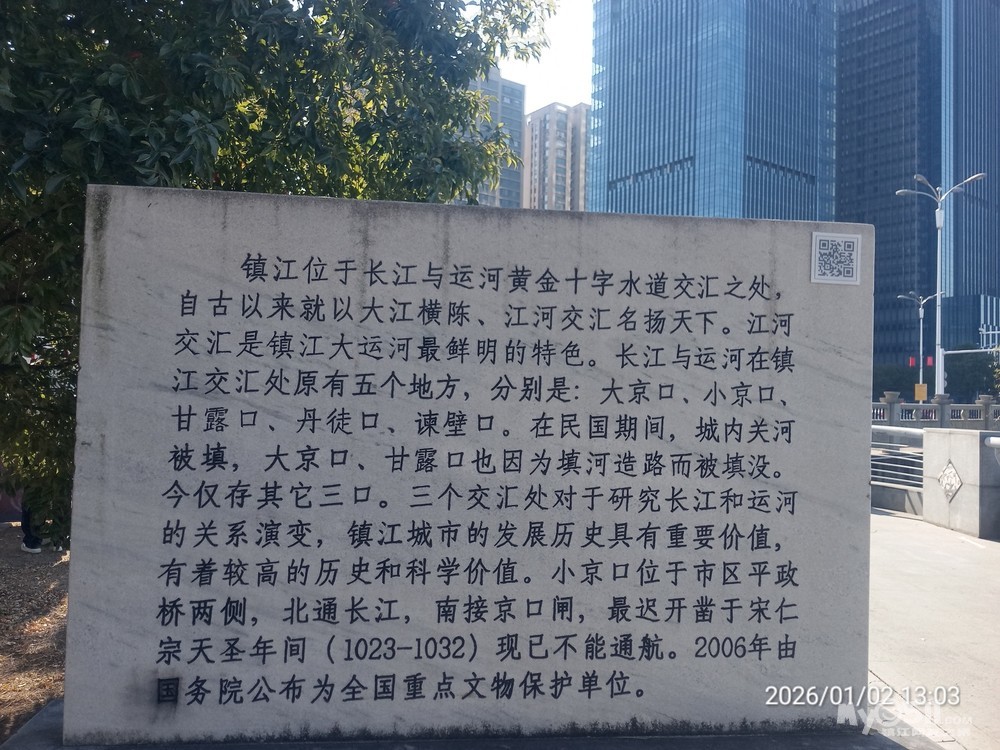 镇江位于长江与运河黄金十字水道交汇之处，
自古以来就以大江横陈、江河交汇名扬天下。江河
交汇是镇江大运河最鲜明的特色。长江与运河在镇
江交汇处原有五个地方，分别是：大京口、小京口、
甘露口、丹徒口、谏壁口。在民国期间，城内关河
被填，大京口、甘露口也因为填河造路而被填没。
今仅存其它三口。三个交汇处对于研究长江和运河
的关系演变，镇江城市的发展历史具有重要价值，
有着较高的历史和科学价值。小京口位于市区平政
桥两侧，北通长江，南接京口闸，最迟开凿于宋仁
宗天圣年间（1023-1032）现已不能通航。2006年由
国务院公布为全国重点文物保护单位。
2026/01/02 13:03